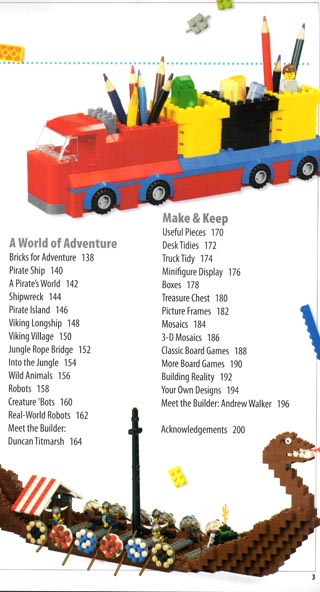 A World of Adventure
Bricks for Adventure 138
Pirate Ship 140
A Pirate's World 142
Shipwreck 144
Pirate Island 146
Viking Longship 148
Viking Village 150
Jungle Rope Bridge 152
Into the Jungle 154
Wild Animals 156
Robots 158
Creature 'Bots 160
Real-World Robots 162
Meet the Builder:
Duncan Titmarsh 164
Make & Keep
Useful Pieces 170
Desk Tidies 172
Truck Tidy 174
Minifigure Display 176
Boxes 178
Treasure Chest 180
Picture Frames 182
Mosaics 184
3-D Mosaics 186
Classic Board Games 188
More Board Games 190
Building Reality 192
Your Own Designs 194
Meet the Builder: Andrew Walker 196
Acknowledgements 200
3